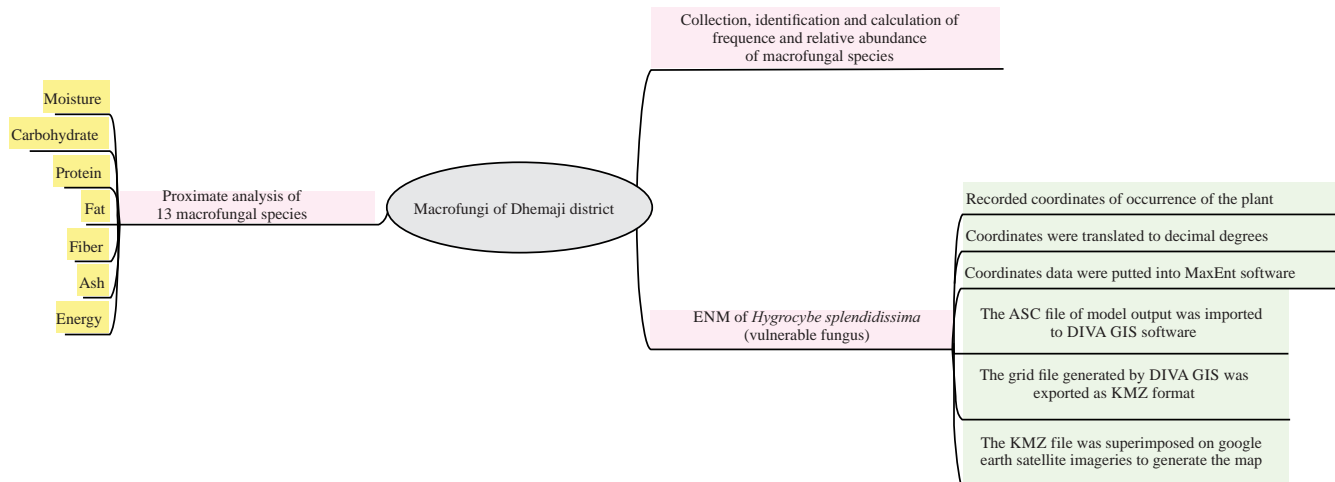 Collection, identification and calculation of
frequence and relative abundance
of macrofungal species
Moisture
Carbohydrate
Protein
Fat
Fiber
Ash
Energy
Proximate analysis of
13 macrofungal species
Macrofungi of Dhemaji district
ENM of Hygrocybe splendidissima
(vulnerable fungus)
Recorded coordinates of occurrence of the plant
Coordinates were translated to decimal degrees
Coordinates data were putted into MaxEnt software
The ASC file of model output was imported
to DIVA GIS software
The grid file generated by DIVA GIS was
exported as KMZ format
The KMZ file was superimposed on google
earth satellite imageries to generate the map